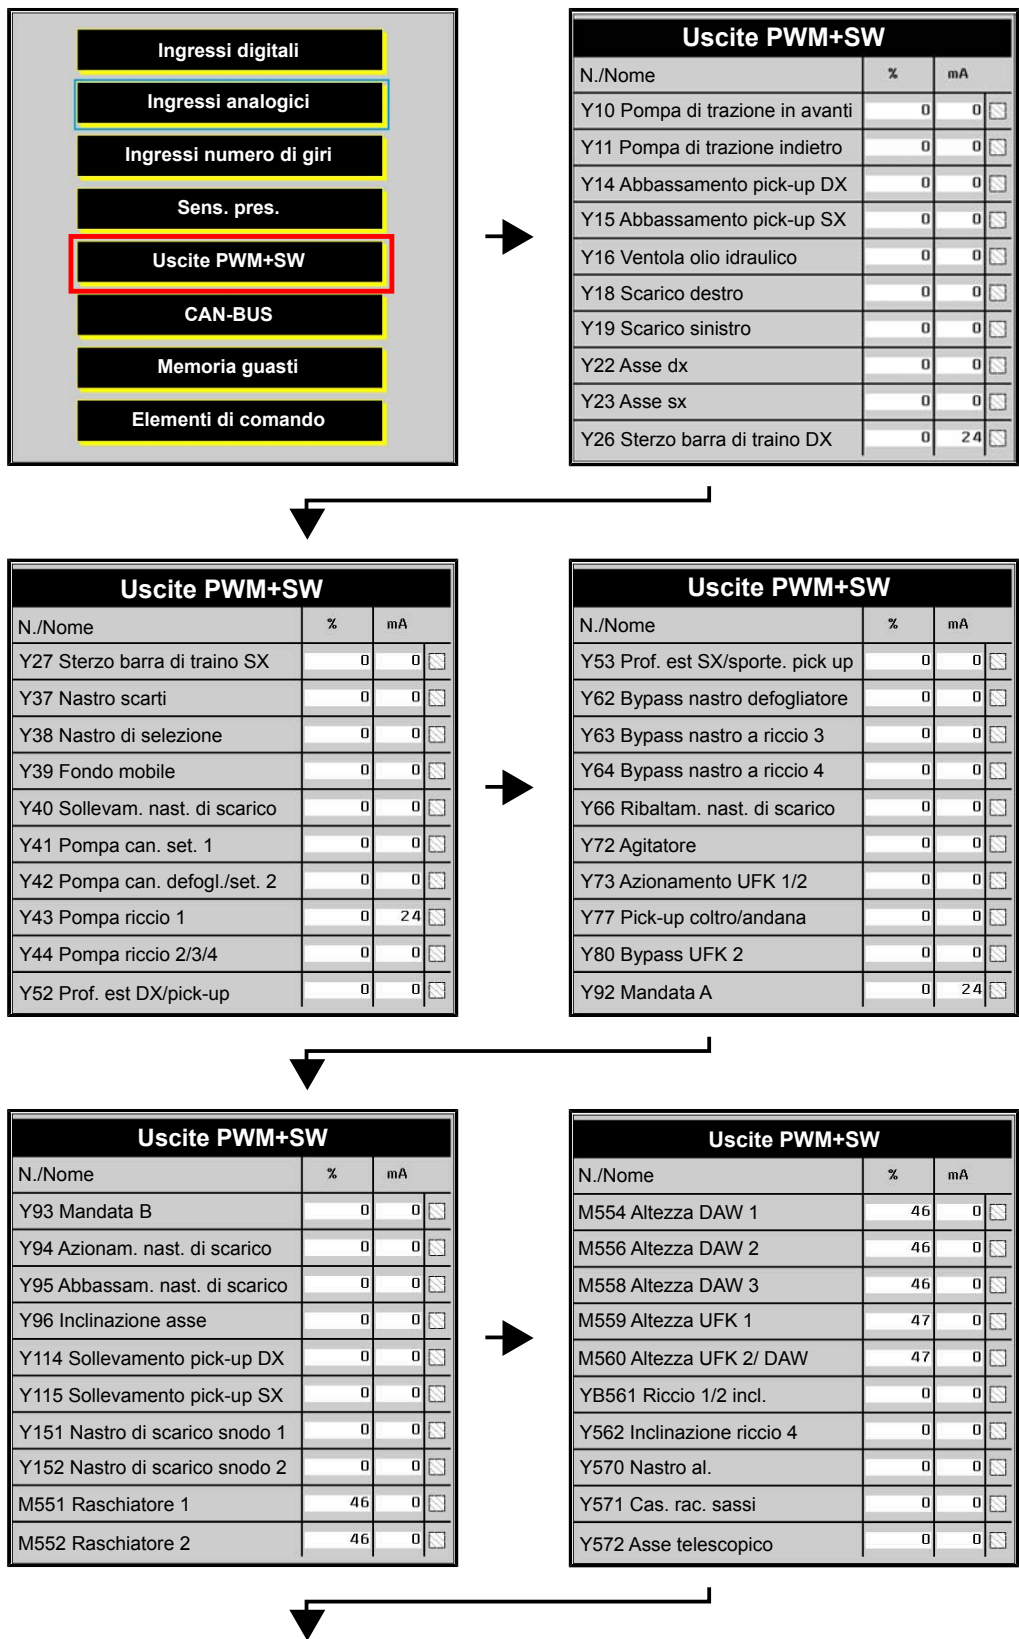 Ingressi digitali
Ingressi analogici
Ingressi numero di giri
Sens. pres.
Uscite PWM+SW
CAN-BUS
Memoria guasti
Elementi di comando
Uscite PWM+SW
N./Nome % mA
Y10 Pompa di trazione in avanti 0 0
Y11 Pompa di trazione indietro 0 0
Y14 Abbassamento pick-up DX 0 0
Y15 Abbassamento pick-up SX 0 0
Y16 Ventola olio idraulico 0 0
Y18 Scarico destro 0 0
Y19 Scarico sinistro 0 0
Y22 Asse dx 0 0
Y23 Asse sx 0 0
Y26 Sterzo barra di traino DX 0 24
Uscite PWM+SW
N./Nome % mA
Y27 Sterzo barra di traino SX 0 0
Y37 Nastro scarti 0 0
Y38 Nastro di selezione 0 0
Y39 Fondo mobile 0 0
Y40 Sollevam. nast. di scarico 0 0
Y41 Pompa can. set. 1 0 0
Y42 Pompa can. defogl./set. 2 0 0
Y43 Pompa riccio 1 0 24
Y44 Pompa riccio 2/3/4 0 0
Y52 Prof. est DX/pick-up 0 0
Uscite PWM+SW
N./Nome % mA
Y53 Prof. est SX/sporte. pick up 0 0
Y62 Bypass nastro defogliatore 0 0
Y63 Bypass nastro a riccio 3 0 0
Y64 Bypass nastro a riccio 4 0 0
Y66 Ribaltam. nast. di scarico 0 0
Y72 Agitatore 0 0
Y73 Azionamento UFK 1/2 0 0
Y77 Pick-up coltro/andana 0 0
Y80 Bypass UFK 2 0 0
Y92 Mandata A 0 24
Uscite PWM+SW
N./Nome % mA
Y93 Mandata B 0 0
Y94 Azionam. nast. di scarico 0 0
Y95 Abbassam. nast. di scarico 0 0
Y96 Inclinazione asse 0 0
Y114 Sollevamento pick-up DX 0 0
Y115 Sollevamento pick-up SX 0 0
Y151 Nastro di scarico snodo 1 0 0
Y152 Nastro di scarico snodo 2 0 0
M551 Raschiatore 1 46 0
M552 Raschiatore 2 46 0
Uscite PWM+SW
N./Nome % mA
M554 Altezza DAW 1 46 0
M556 Altezza DAW 2 46 0
M558 Altezza DAW 3 46 0
M559 Altezza UFK 1 47 0
M560 Altezza UFK 2/ DAW 47 0
YB561 Riccio 1/2 incl. 0 0
Y562 Inclinazione riccio 4 0 0
Y570 Nastro al. 0 0
Y571 Cas. rac. sassi 0 0
Y572 Asse telescopico 0 0